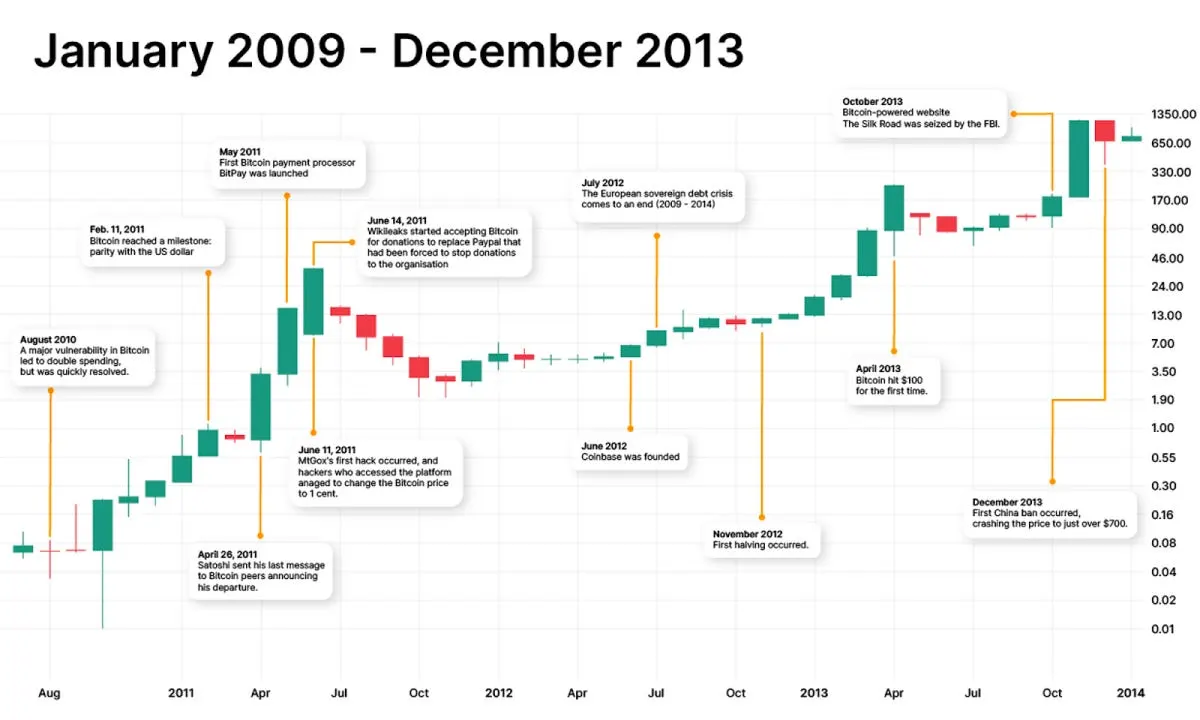 January 2009 - December 2013
October 2013
Bitcoin-powered website
The Silk Road was seized by the FBI.
May 2011
First Bitcoin payment processor
BitPay was launched
July 2012
The European sovereign debt crisis
comes to an end (2009 - 2014)
Feb. 11, 2011
Bitcoin reached a milestone:
parity with the US dollar
June 14, 2011
Wikileaks started accepting Bitcoin
for donations to replace Paypal that
had been forced to stop donations
to the organisation
August 2010
A major vulnerability in Bitcoin
led to double spending,
but was quickly resolved.
April 2013
Bitcoin hit $100
for the first time.
June 11, 2011
MtGox's first hack occurred, and
hackers who accessed the platform
anaged to change the Bitcoin price
to 1 cent.
June 2012
Coinbase was founded
December 2013
First China ban occurred,
crashing the price to just over $700.
November 2012
First halving occurred.
April 26, 2011
Satoshi sent his last message
to Bitcoin peers announcing
his departure.
1350.00
650.00
330.00
170.00
90.00
46.00
24.00
13.00
7.00
3.50
1.90
1.00
0.55
0.30
0.16
0.08
0.04
0.02
0.01
Aug 2011 Apr Jul Oct 2012 Apr Jul Oct 2013 Apr Jul Oct 2014